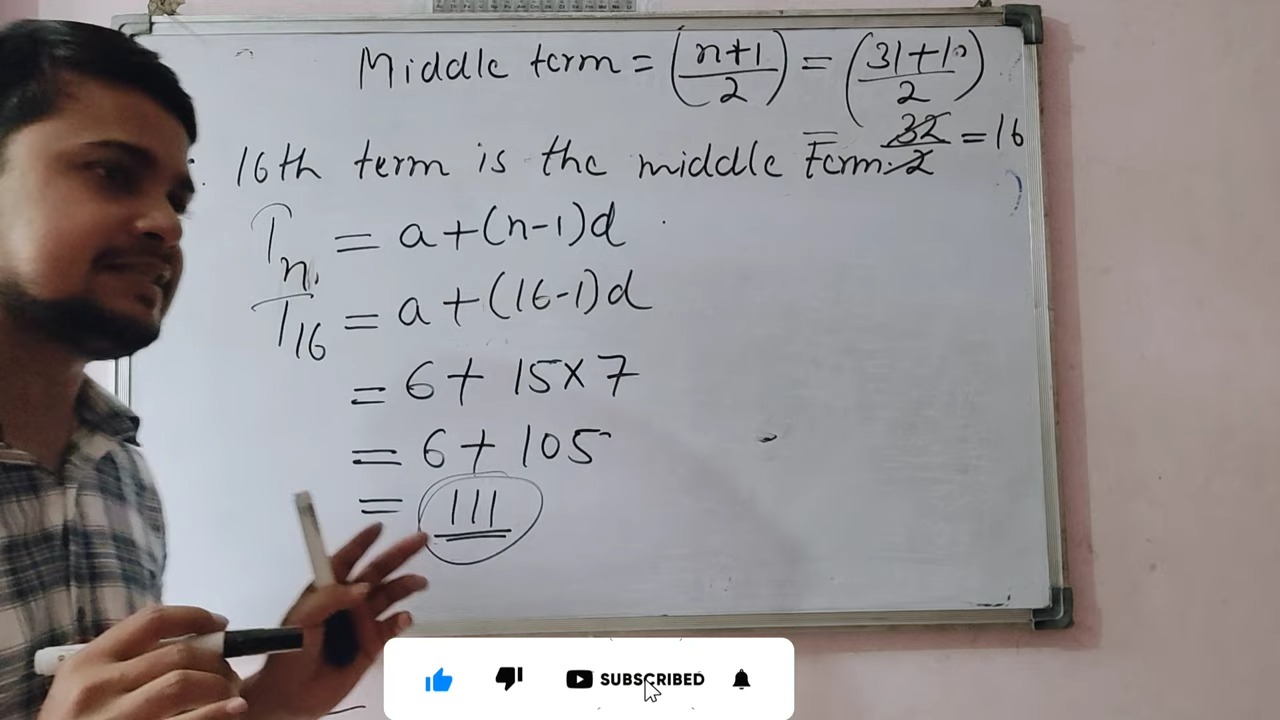 Middle term = (n+1/2) = (31+1/2)
32/2 = 16
16th term is the middle term.
Tn = a+(n-1)d
T16 = a+(16-1)d
= 6+ 15×7
= 6+ 105
= 111
SUBSCRIBED